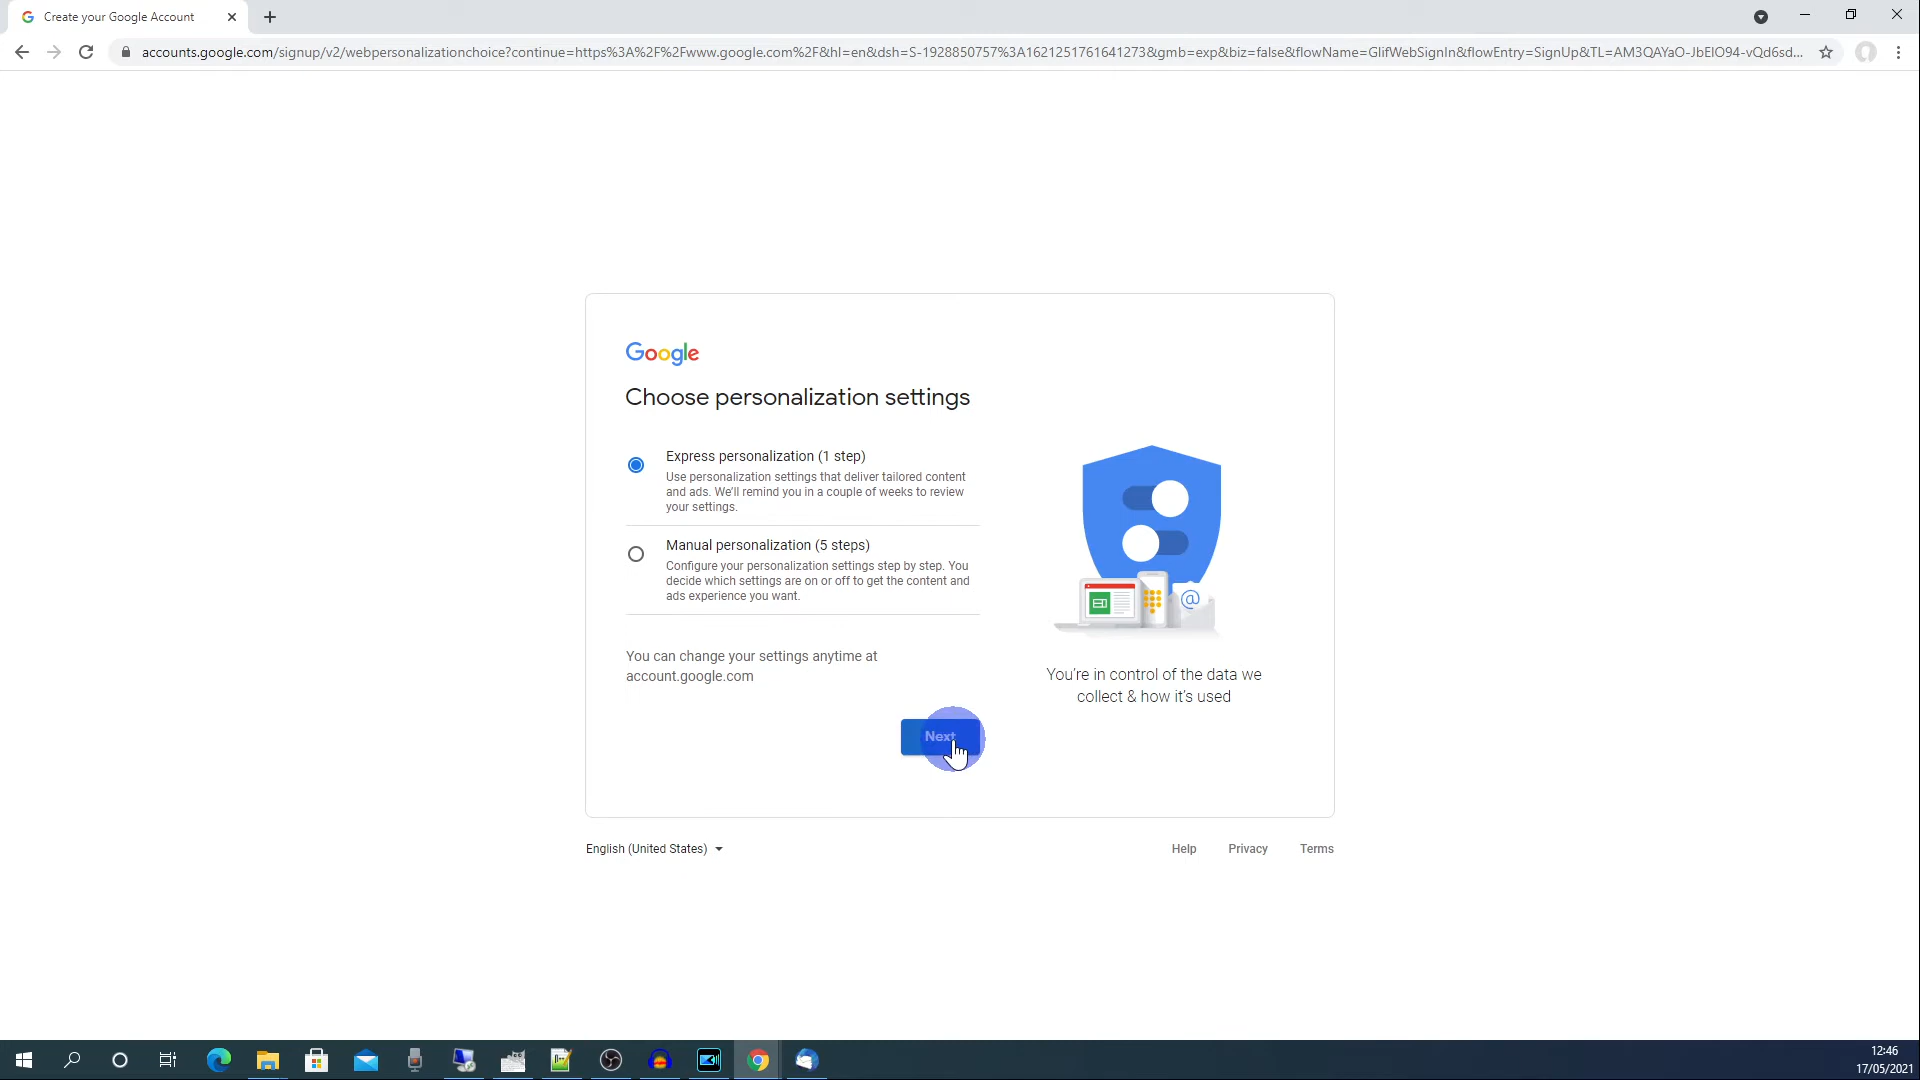 Create your Google Account
accounts.google.com/signup/v2/webpersonalizationchoice?continue=https%3A%2F%2Fwww.google.com%2F&hl=en&dsh=S-1928850757%3A1621251761641273&gmb=exp&biz=false&flowName=GlifWebSignIn&flowEntry=SignUp&TL=AM3QAYaO-JbEIO94-vQd6sd...
Google
Choose personalization settings
Express personalization (1 step)
Use personalization settings that deliver tailored content
and ads. We'll remind you in a couple of weeks to review
your settings.
Manual personalization (5 steps)
Configure your personalization settings step by step. You
decide which settings are on or off to get the content and
ads experience you want.
You can change your settings anytime at
account.google.com
Next
You're in control of the data we
collect & how it's used
English (United States)
Help
Privacy
Terms
12:46
17/05/2021